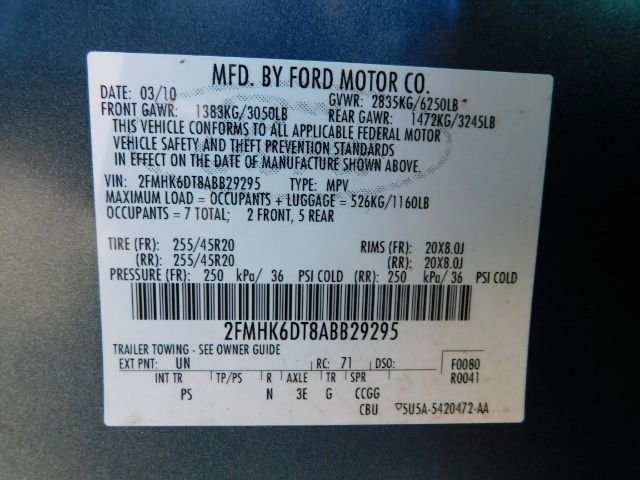 MFD. BY FORD MOTOR CO.
DATE: 03/10 GVWR: 2835KG/6250LB
FRONT GAWR: 1383KG/3050LB REAR GAWR: 1472KG/3245LB
THIS VEHICLE CONFORMS TO ALL APPLICABLE FEDERAL MOTOR
VEHICLE SAFETY AND THEFT PREVENTION STANDARDS
IN EFFECT ON THE DATE OF MANUFACTURE SHOWN ABOVE.
VIN: 2FMHK6DT8ABB29295 TYPE: MPV
MAXIMUM LOAD = OCCUPANTS + LUGGAGE = 526KG/1160LB
OCCUPANTS = 7 TOTAL; 2 FRONT, 5 REAR
TIRE (FR): 255/45R20 RIMS (FR): 20X8.0J
(RR): 255/45R20 (RR): 20X8.0J
PRESSURE (FR): 250 kPa/ 36 PSI COLD (RR): 250 kPa/ 36 PSI COLD
2FMHK6DT8ABB29295
TRAILER TOWING - SEE OWNER GUIDE
EXT PNT: UN RC: 71 DSO: F0080
INT TR TP/PS R AXLE TR SPR R0041
PS N 3E G CCGG
CBU ▽5U5A-5420472-AA